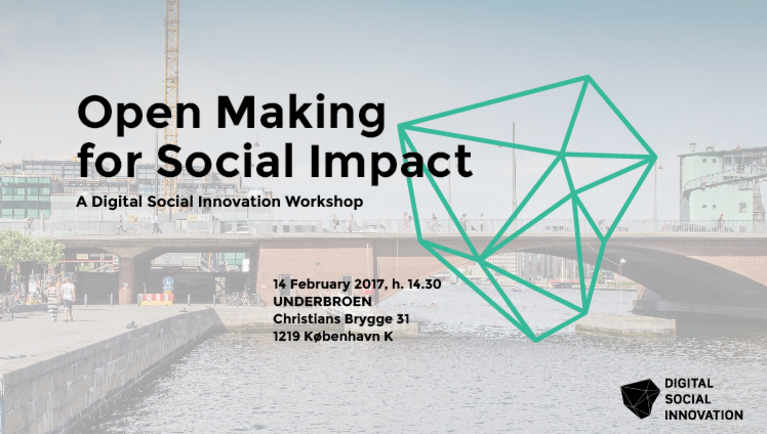 Open Making
for Social Impact
A Digital Social Innovation Workshop
14 February 2017, h. 14.30
UNDERBROEN
Christians Brygge 31
1219 København K
DIGITAL
SOCIAL
INNOVATION